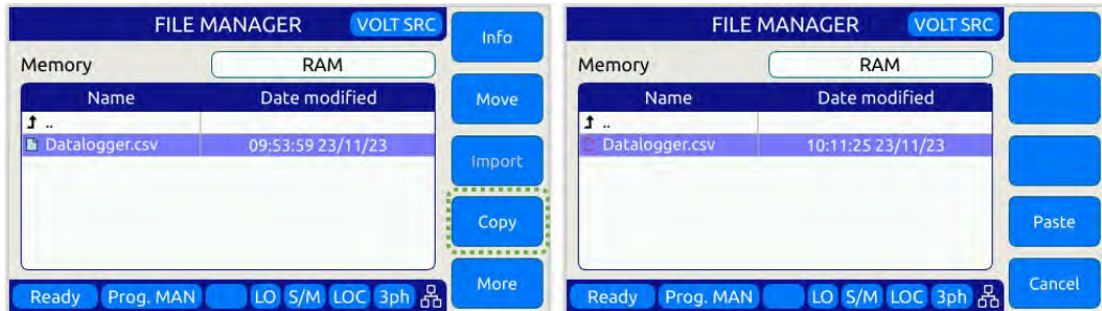 FILE MANAGER VOLT SRC
Info
Memory RAM
Name Date modified
Move
..
Datalogger.csv 09:53:59 23/11/23
Import
Copy
More
Ready Prog. MAN LO S/M LOC 3ph
FILE MANAGER VOLT SRC
Memory RAM
Name Date modified
..
Datalogger.csv 10:11:25 23/11/23
Paste
Cancel
Ready Prog. MAN LO S/M LOC 3ph